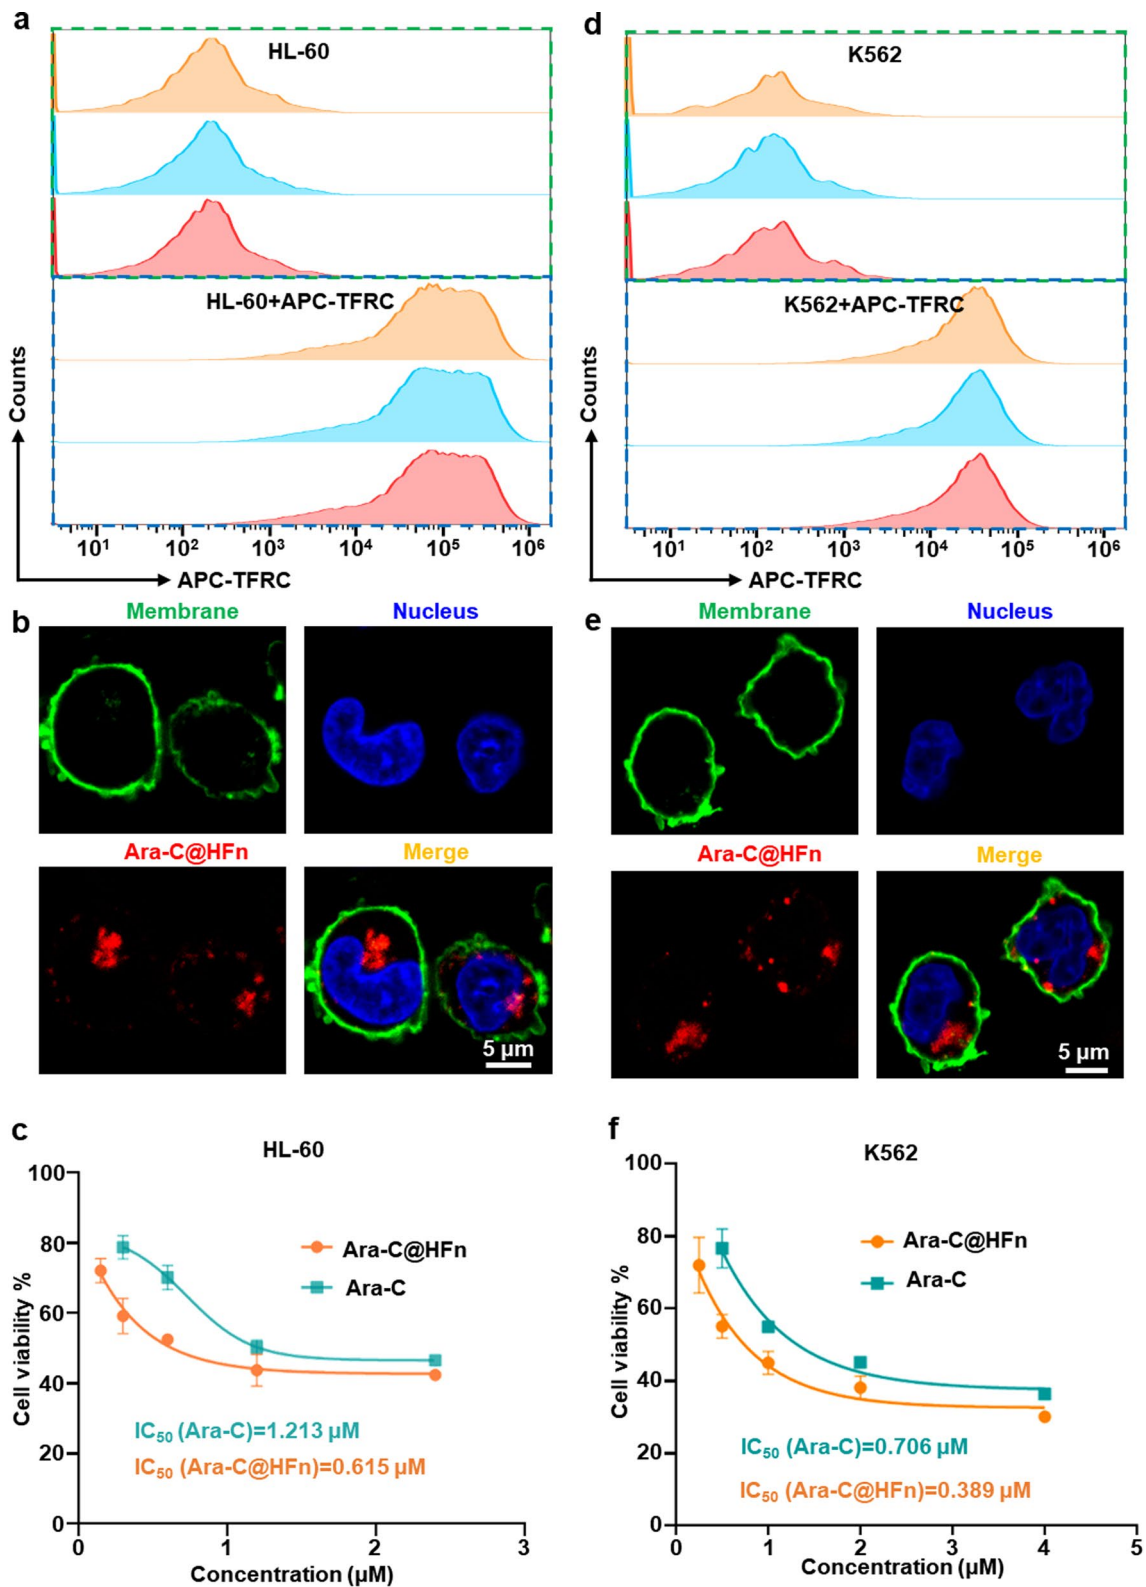 a
HL-60
HL-60+APC-TFRC
Counts
10¹ 10² 10³ 10⁴ 10⁵ 10⁶
APC-TFRC
d
K562
K562+APC-TFRC
Counts
10¹ 10² 10³ 10⁴ 10⁵ 10⁶
APC-TFRC
b
Membrane
Nucleus
Ara-C@HFn
Merge
5 µm
e
Membrane
Nucleus
Ara-C@HFn
Merge
5 µm
c
HL-60
Cell viability %
100
80
60
40
20
0
Ara-C@HFn
Ara-C
IC₅₀ (Ara-C)=1.213 µM
IC₅₀ (Ara-C@HFn)=0.615 µM
0 1 2 3
Concentration (µM)
f
K562
Cell viability %
100
80
60
40
20
0
Ara-C@HFn
Ara-C
IC₅₀ (Ara-C)=0.706 µM
IC₅₀ (Ara-C@HFn)=0.389 µM
0 1 2 3 4 5
Concentration (µM)